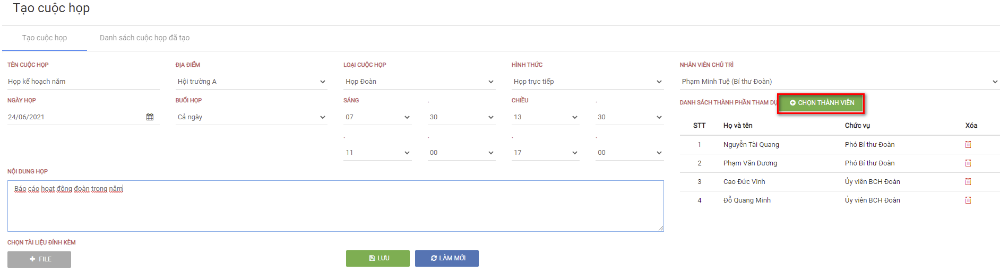 Tạo cuộc họp
Tạo cuộc họp Danh sách cuộc họp đã tạo
TÊN CUỘC HỌP ĐỊA ĐIỂM LOẠI CUỘC HỌP HÌNH THỨC NHÂN VIÊN CHỦ TRÌ
Họp kế hoạch năm Hội trường A Họp Đoàn Họp trực tiếp Phạm Minh Tuệ (Bí thư Đoàn)
NGÀY HỌP BUỔI HỌP SÁNG . CHIỀU . DANH SÁCH THÀNH PHẦN THAM DỰ CHỌN THÀNH VIÊN
24/06/2021 Cả ngày 07 30 13 30
STT Họ và tên Chức vụ Xóa
. . . .
1 Nguyễn Tài Quang Phó Bí thư Đoàn
11 00 17 00
2 Phạm Văn Dương Phó Bí thư Đoàn
NỘI DUNG HỌP
3 Cao Đức Vinh Ủy viên BCH Đoàn
Báo cáo hoạt động đoàn trong năm
4 Đỗ Quang Minh Ủy viên BCH Đoàn
CHỌN TÀI LIỆU ĐÍNH KÈM
FILE LƯU LÀM MỚI